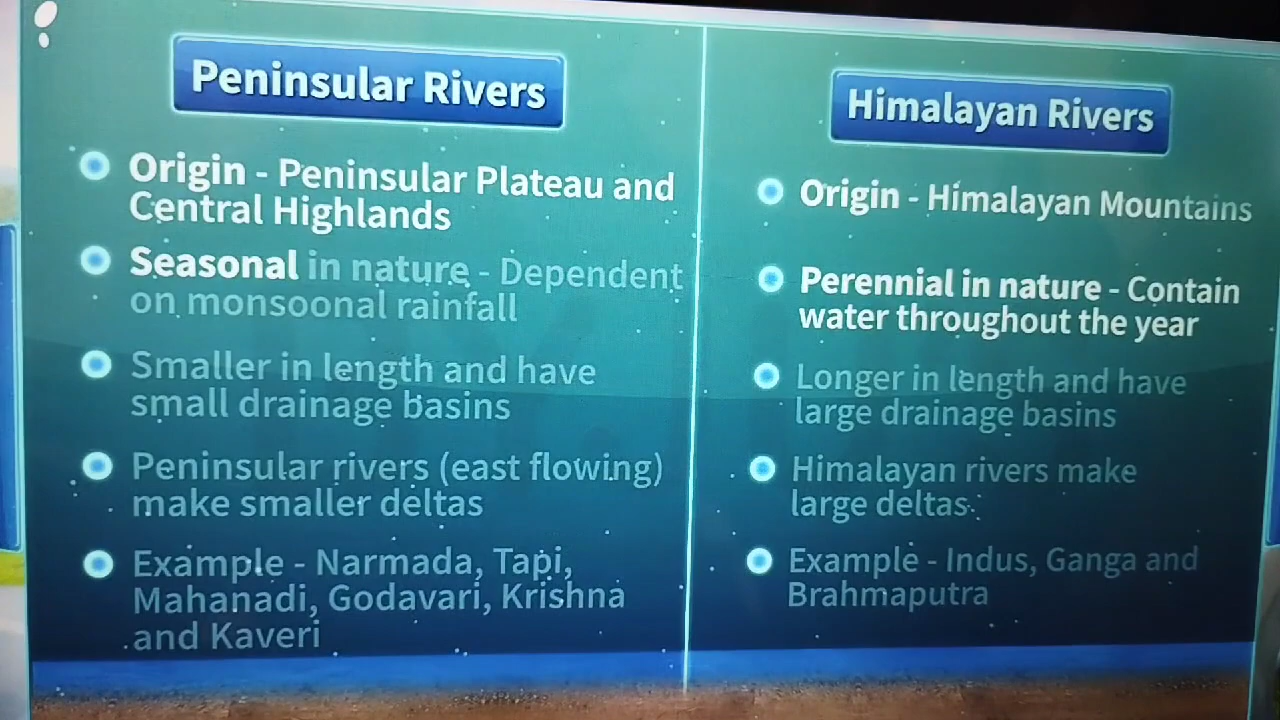 Peninsular Rivers
Origin - Peninsular Plateau and
Central Highlands
Seasonal in nature - Dependent
on monsoonal rainfall
Smaller in length and have
small drainage basins
Peninsular rivers (east flowing)
make smaller deltas
Example - Narmada, Tapi,
Mahanadi, Godavari, Krishna
and Kaveri
Himalayan Rivers
Origin - Himalayan Mountains
Perennial in nature - Contain
water throughout the year
Longer in length and have
large drainage basins
Himalayan rivers make
large deltas
Example - Indus, Ganga and
Brahmaputra